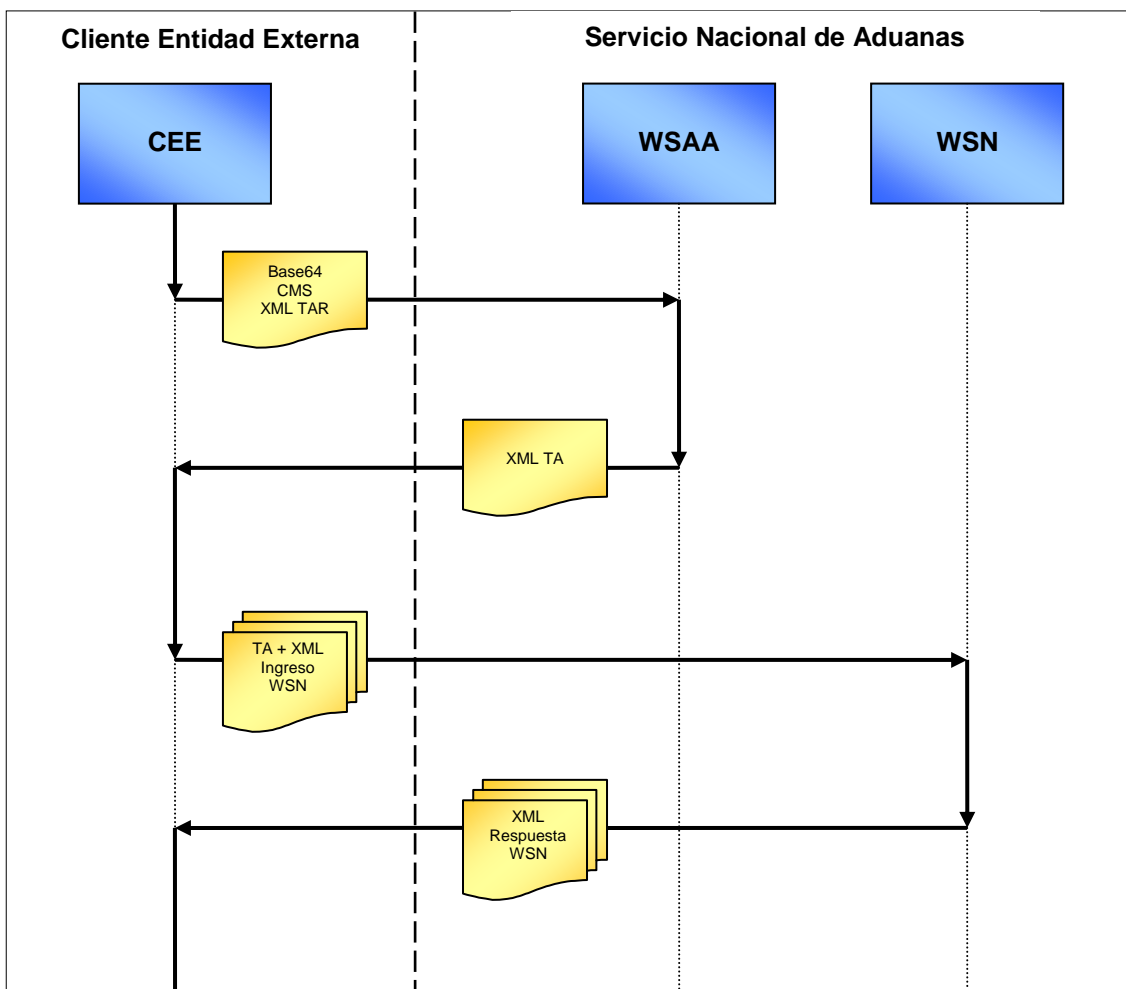 Cliente Entidad Externa
Servicio Nacional de Aduanas
CEE
WSAA
WSN
Base64
CMS
XML TAR
XML TA
TA + XML
Ingreso
WSN
XML
Respuesta
WSN